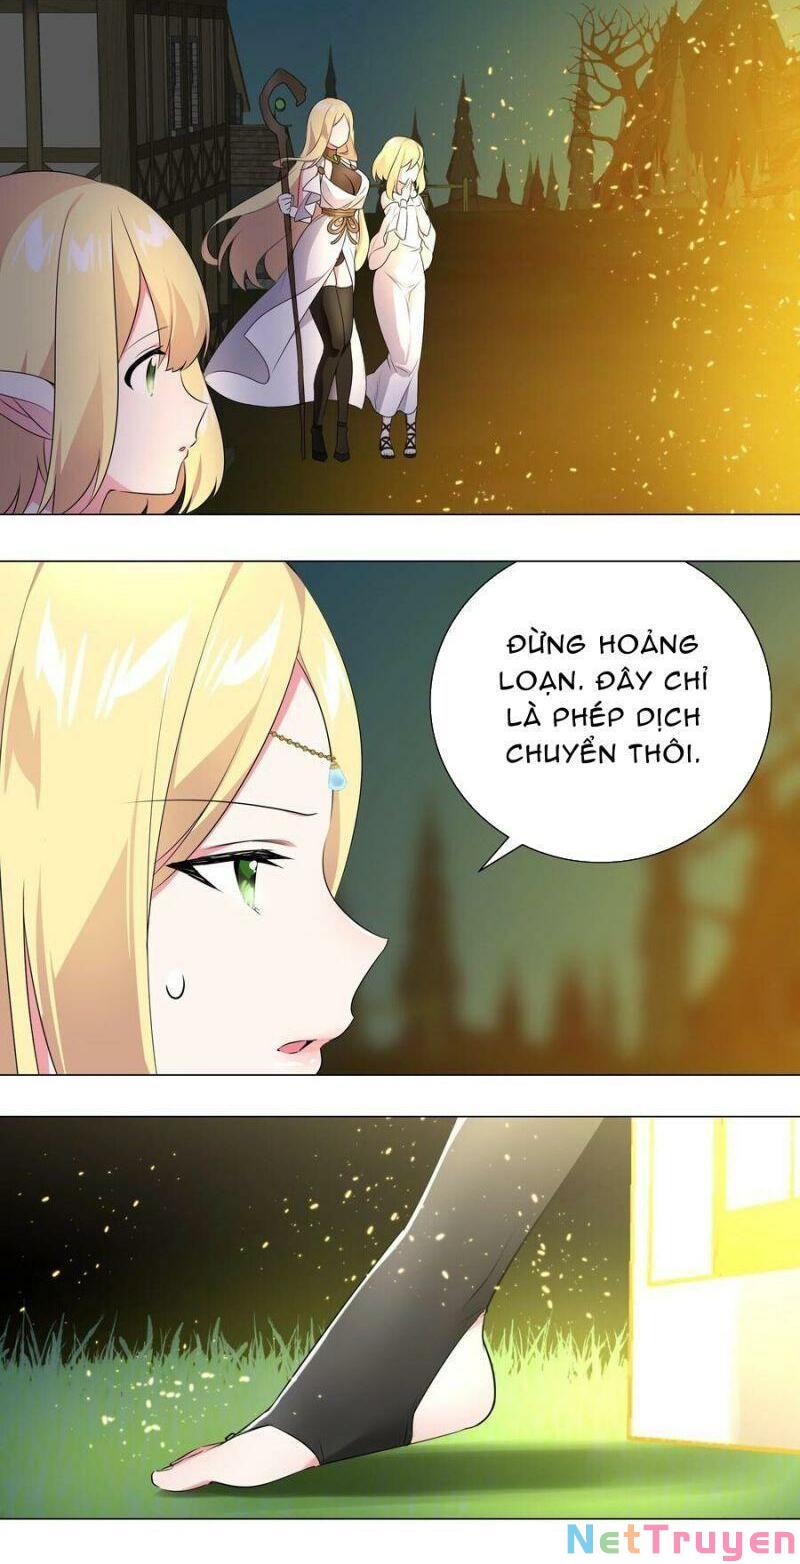 ĐỪNG HOẢNG
LOẠN. ĐÂY CHỈ
LÀ PHÉP DỊCH
CHUYỂN THÔI.
NETTRUYEN